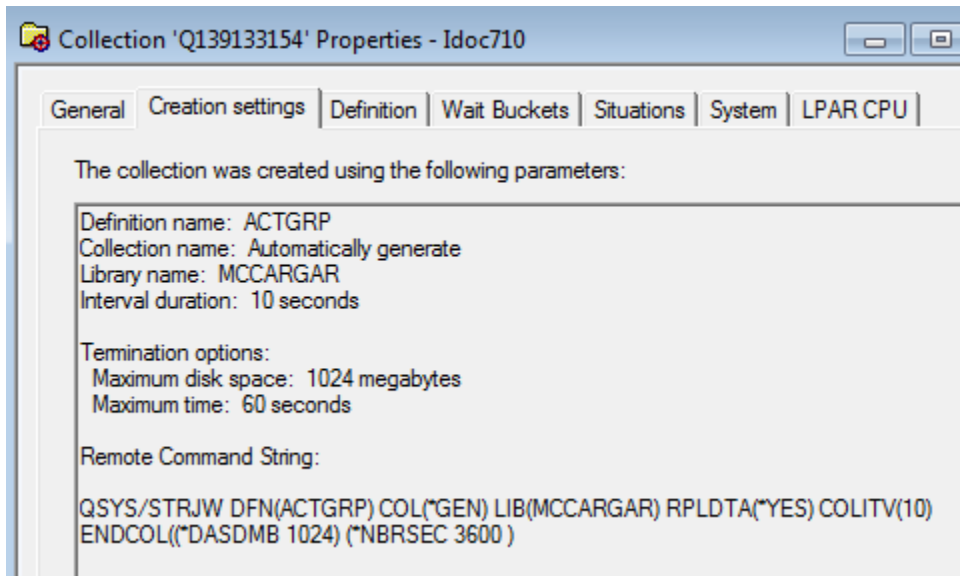 Collection 'Q139133154' Properties - Idoc710
General Creation settings Definition Wait Buckets Situations System LPAR CPU
The collection was created using the following parameters:
Definition name: ACTGRP
Collection name: Automatically generate
Library name: MCCARGAR
Interval duration: 10 seconds
Termination options:
Maximum disk space: 1024 megabytes
Maximum time: 60 seconds
Remote Command String:
QSYS/STRJW DFN(ACTGRP) COL(*GEN) LIB(MCCARGAR) RPLDTA(*YES) COLITV(10)
ENDCOL((*DASDMB 1024) (*NBRSEC 3600 )